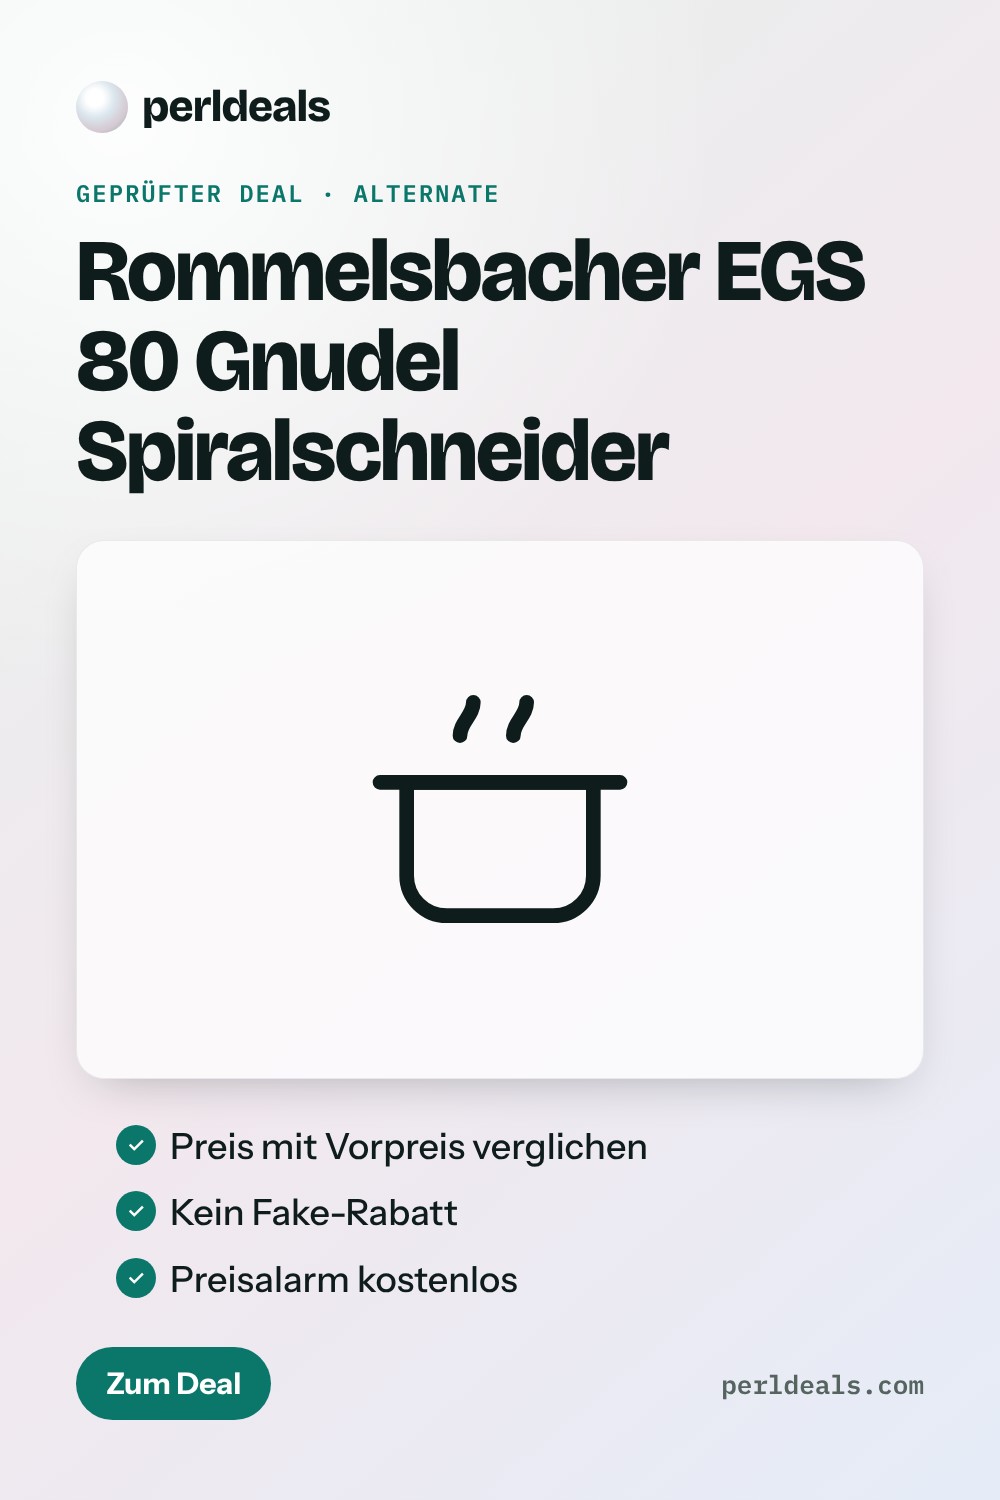 perldeals
GEPRÜFTER DEAL · ALTERNATE
Rommelsbacher EGS
80 Gnudel
Spiralschneider
Preis mit Vorpreis verglichen
Kein Fake-Rabatt
Preisalarm kostenlos
Zum Deal
perldeals.com